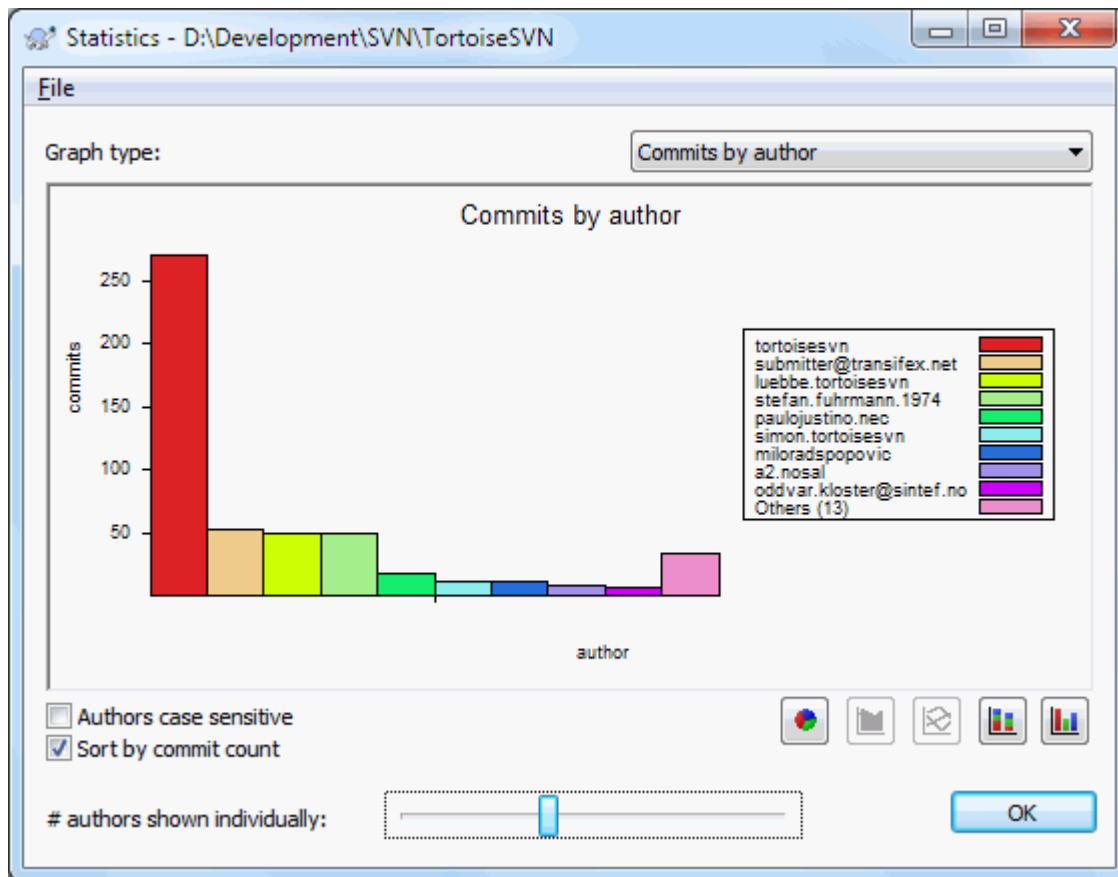 Statistics - D:\Development\SVN\TortoiseSVN
File
Graph type:
Commits by author
Commits by author
250
200
150
100
50
commits
author
tortoisesvn
submitter@transifex.net
luebbe.tortoisesvn
stefan.fuhrmann.1974
paulojustino.nec
simon.tortoisesvn
miloradspopovic
a2.nosal
oddvar.kloster@sintef.no
Others (13)
Authors case sensitive
Sort by commit count
# authors shown individually:
OK